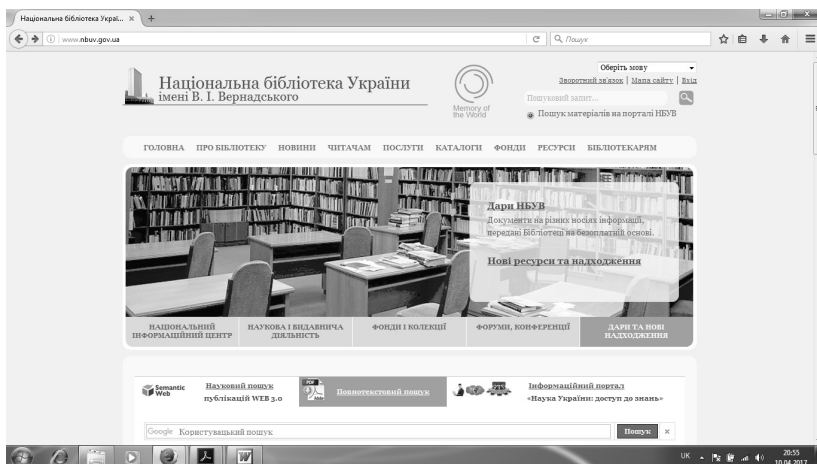 Національна бібліотека Украї... × +
www.nbuv.gov.ua
Поиск
Національна бібліотека України
імені В. І. Вернадського
Memory of
the World
Оберіть мову
Зворотний зв'язок | Мапа сайту | Вхід
Пошуковий запит...
Пошук матеріалів на порталі НБУВ
ГОЛОВНА ПРО БІБЛІОТЕКУ НОВИНИ ЧИТАЧАМ ПОСЛУГИ КАТАЛОГИ ФОНДИ РЕСУРСИ БІБЛІОТЕКАРЯМ
Дари НБУВ
Документи на різних носіях інформації,
передані Бібліотеці на безоплатній основі.
Нові ресурси та надходження
НАЦІОНАЛЬНИЙ
ІНФОРМАЦІЙНИЙ ЦЕНТР
НАУКОВА І ВИДАВНИЧА
ДІЯЛЬНІСТЬ
ФОНДИ І КОЛЕКЦІЇ
ФОРУМИ, КОНФЕРЕНЦІЇ
ДАРИ ТА НОВІ
НАДХОДЖЕННЯ
Semantic
Web
Науковий пошук
публікацій WEB 3.0
PDF
Adobe
Повнотекстовий пошук
Інформаційний портал
«Наука України: доступ до знань»
Google Користувацький пошук
Пошук ×
UK
20:55
10.04.2017